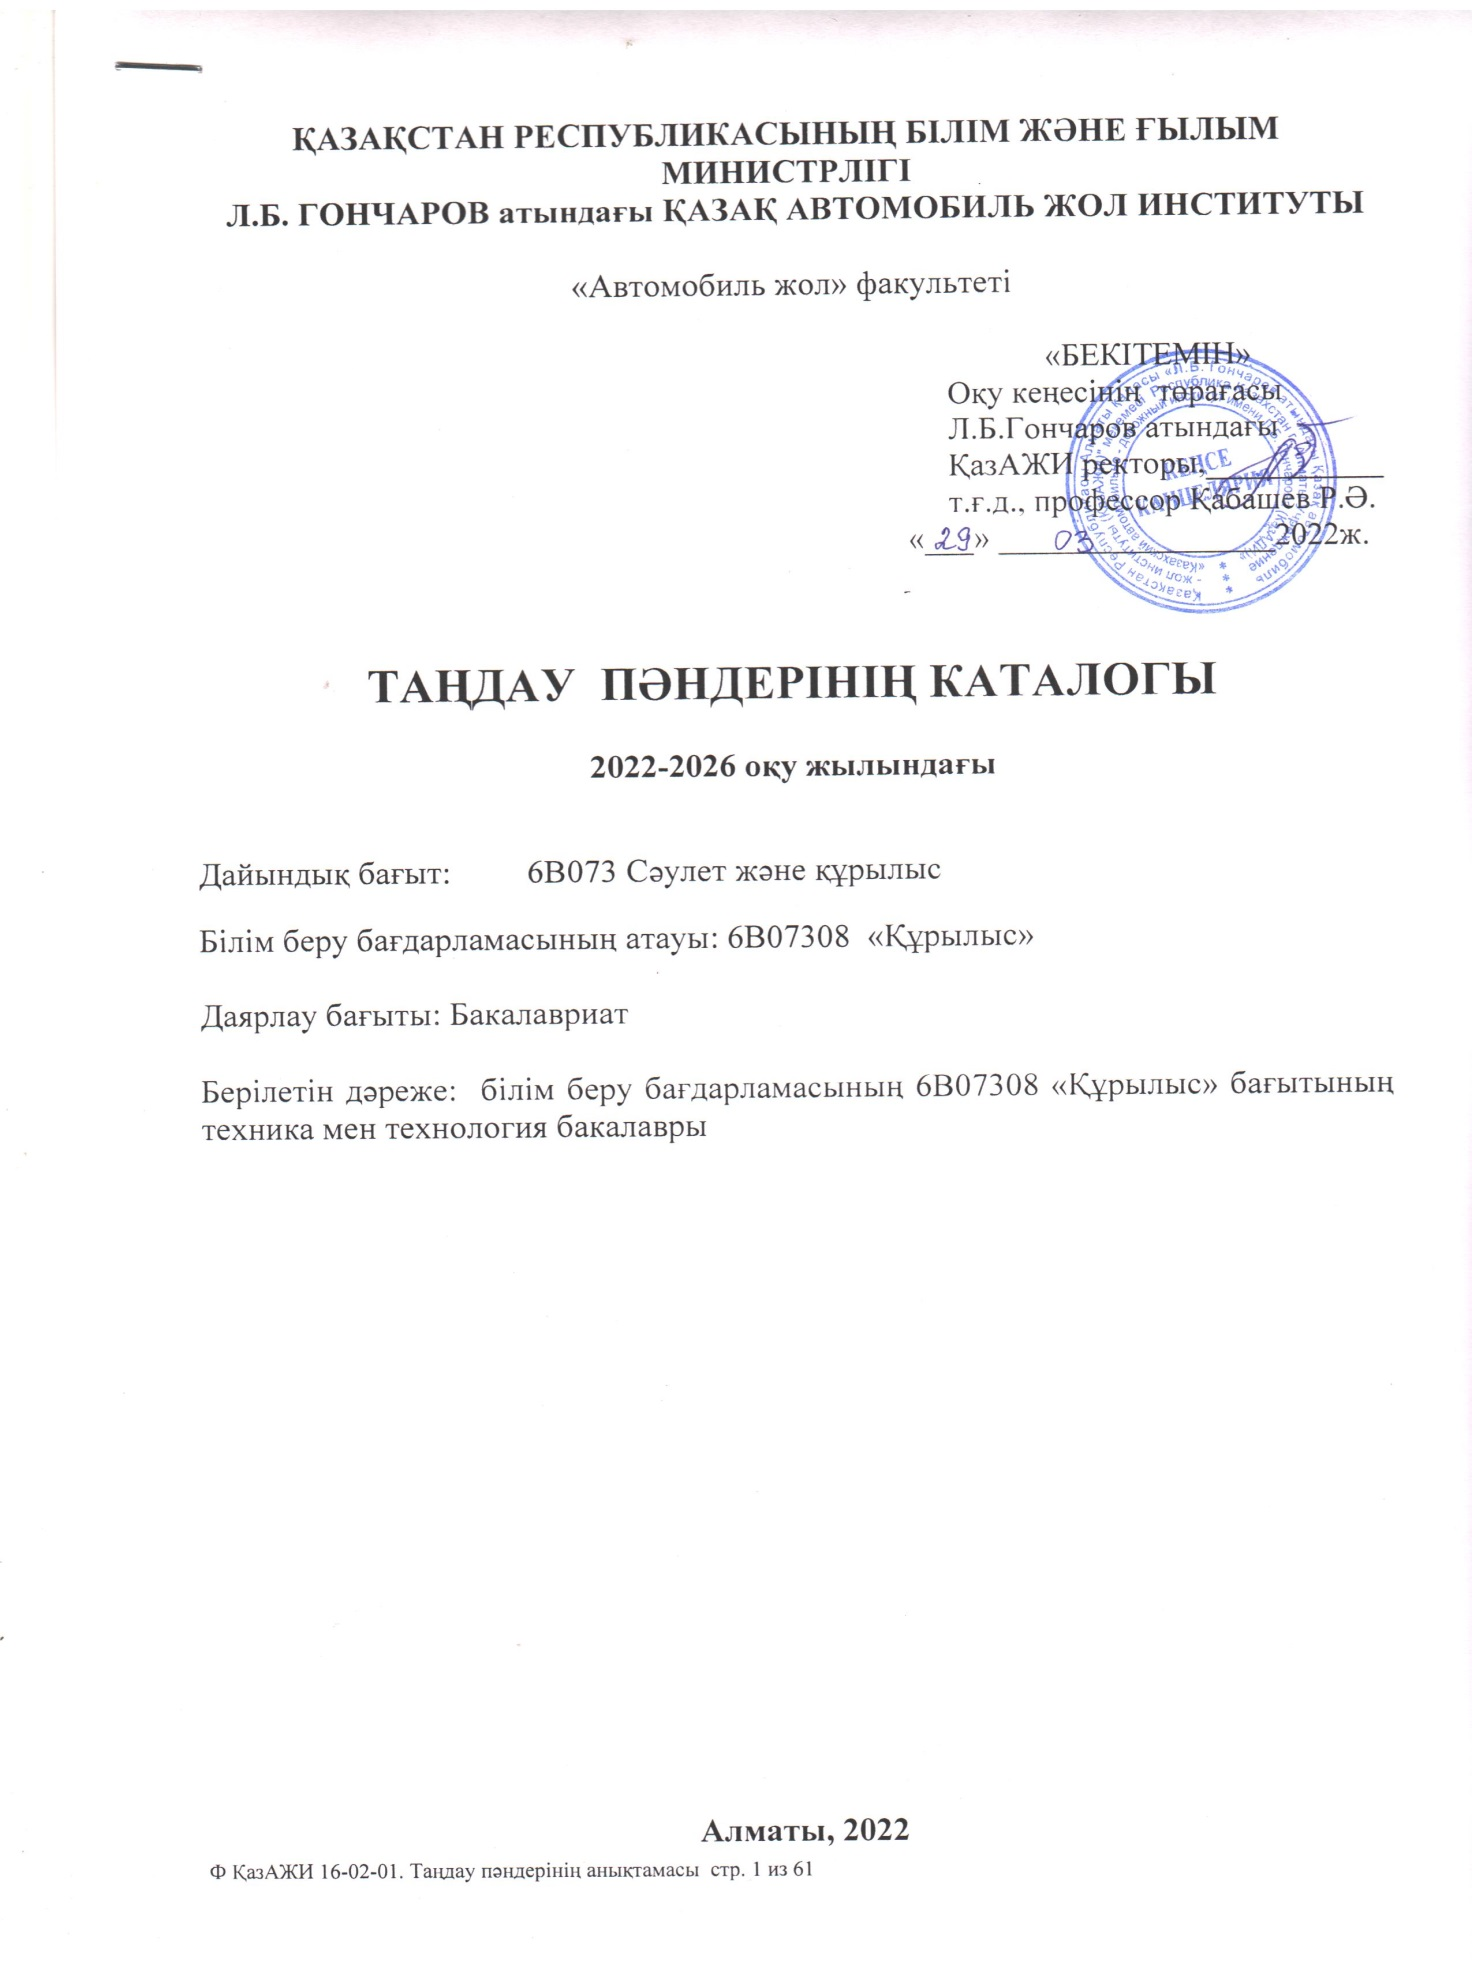 ҚАЗАҚСТАН РЕСПУБЛИКАСЫНЫҢ БІЛІМ ЖӘНЕ ҒЫЛЫМ
МИНИСТРЛІГІ
Л.Б. ГОНЧАРОВ атындағы ҚАЗАҚ АВТОМОБИЛЬ ЖОЛ ИНСТИТУТЫ
«Автомобиль жол» факультеті
«БЕКІТЕМІН»
Оқу кеңесінің төрағасы
Л.Б.Гончаров атындағы
ҚазАЖИ ректоры,
т.ғ.д., профессор Қабашев Р.Ә.
«29» 03 2022ж.
КЕҢСЕ
КАНЦЕЛЯРИЯ
ТАҢДАУ ПӘНДЕРІНІҢ КАТАЛОГЫ
2022-2026 оқу жылындағы
Дайындық бағыт: 6В073 Сәулет және құрылыс
Білім беру бағдарламасының атауы: 6В07308 «Құрылыс»
Даярлау бағыты: Бакалавриат
Берілетін дәреже: білім беру бағдарламасының 6В07308 «Құрылыс» бағытының
техника мен технология бакалавры
Алматы, 2022
Ф ҚазАЖИ 16-02-01. Таңдау пәндерінің анықтамасы стр. 1 из 61